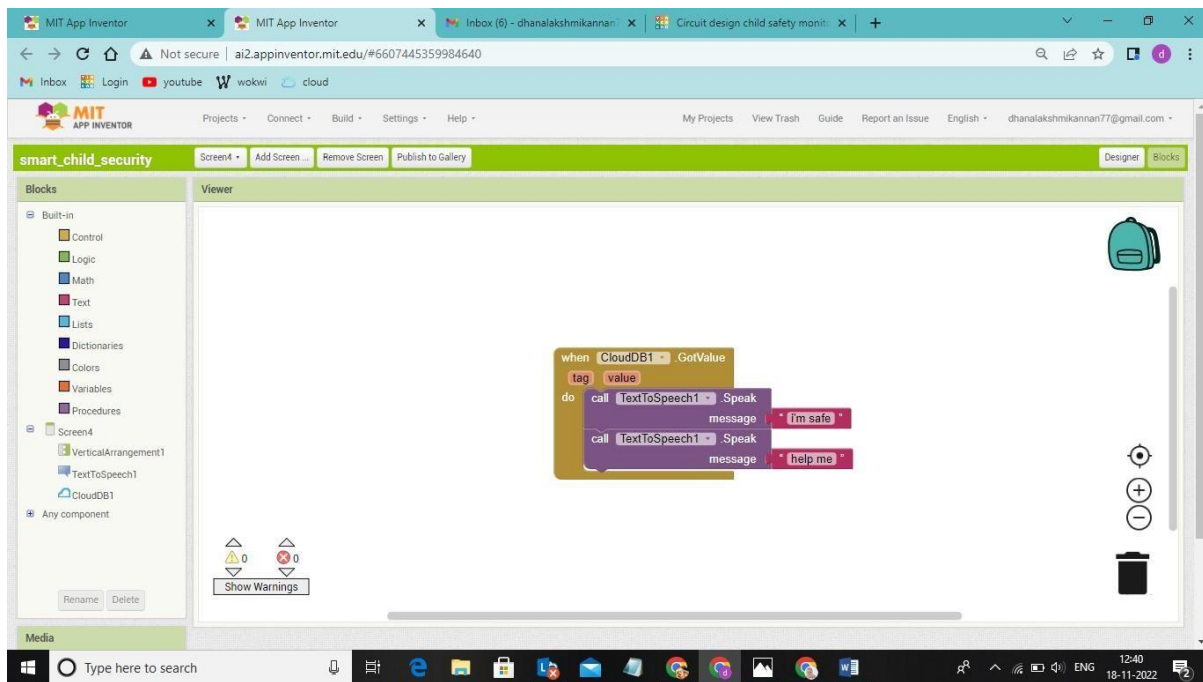 MIT App Inventor
MIT App Inventor
Inbox (6) - dhanalakshmikannan7
Circuit design child safety monito
Not secure
ai2.appinventor.mit.edu/#6607445359984640
d
Inbox
Login
youtube
W wokwi
cloud
MIT
APP INVENTOR
Projects
Connect
Build
Settings
Help
My Projects
View Trash
Guide
Report an Issue
English
dhanalakshmikannan77@gmail.com
smart_child_security
Screen4
Add Screen ...
Remove Screen
Publish to Gallery
Designer
Blocks
Blocks
Viewer
Built-in
Control
Logic
Math
Text
Lists
Dictionaries
Colors
Variables
Procedures
Screen4
VerticalArrangement1
TextToSpeech1
CloudDB1
Any component
Rename
Delete
Media
when CloudDB1 .GotValue
tag value
do call TextToSpeech1 .Speak
message " i'm safe "
call TextToSpeech1 .Speak
message " help me "
0
0
Show Warnings
Type here to search
ENG
12:40
18-11-2022
2